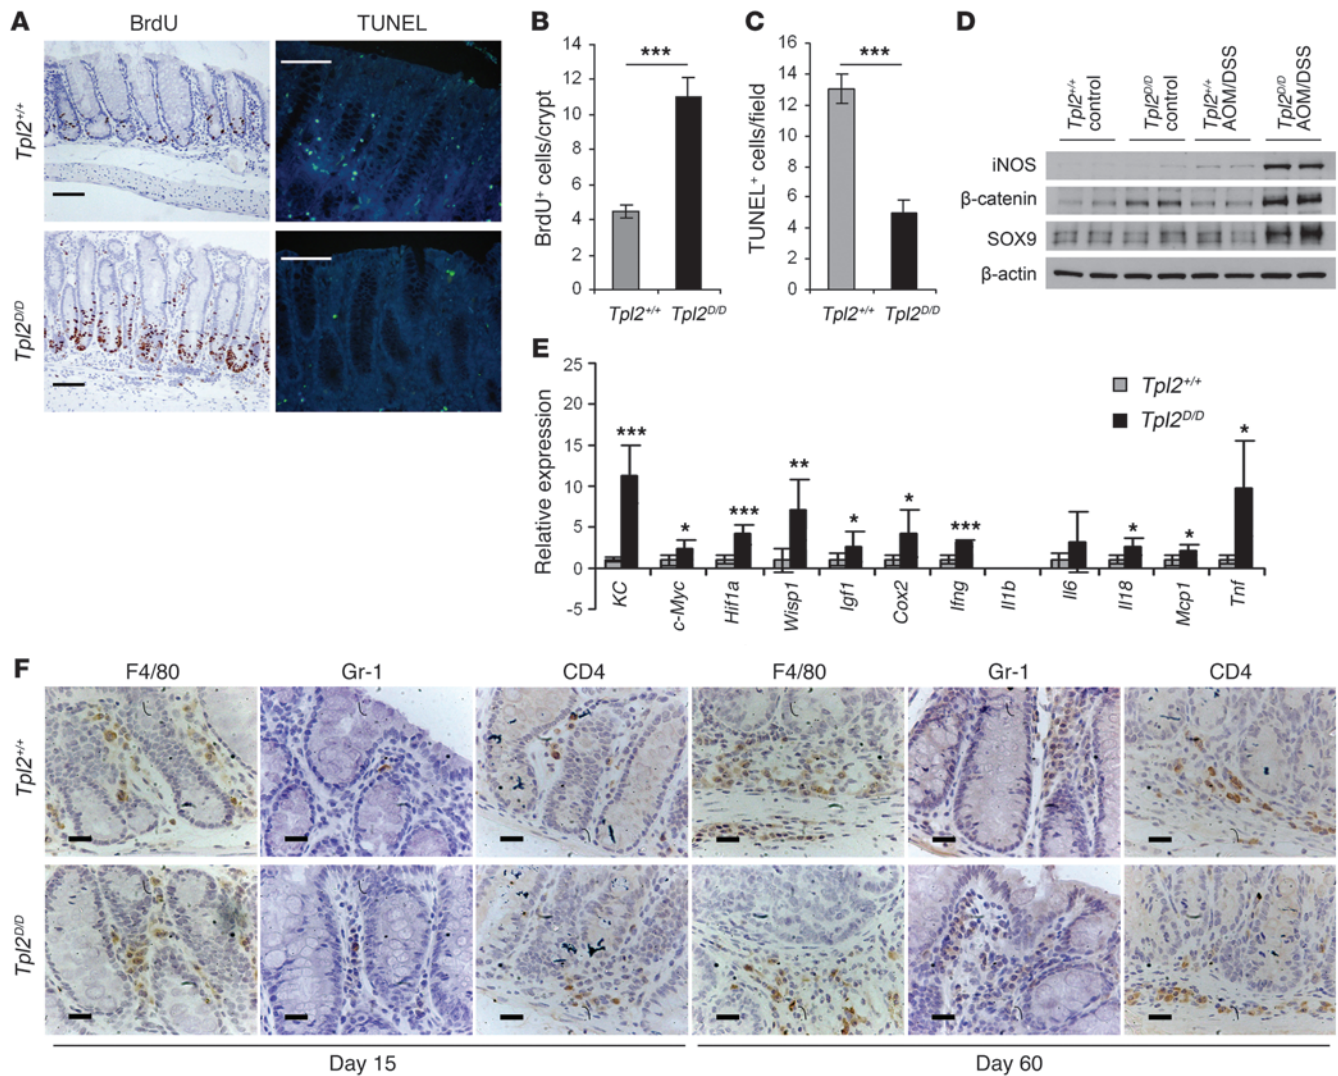 A
BrdU
TUNEL
Tpl2+/+
Tpl2D/D
B
BrdU+ cells/crypt
14
12
10
8
6
4
2
0
***
Tpl2+/+ Tpl2D/D
C
TUNEL+ cells/field
16
14
12
10
8
6
4
2
0
***
Tpl2+/+ Tpl2D/D
D
Tpl2+/+
control
Tpl2D/D
control
Tpl2+/+
AOM/DSS
Tpl2D/D
AOM/DSS
iNOS
β-catenin
SOX9
β-actin
E
Relative expression
25
20
15
10
5
0
-5
Tpl2+/+
Tpl2D/D
***
*
***
**
*
*
***
*
*
*
KC
c-Myc
Hif1a
Wisp1
Igf1
Cox2
Ifng
Il1b
Il6
Il18
Mcp1
Tnf
F
F4/80 Gr-1 CD4 F4/80 Gr-1 CD4
Tpl2+/+
Tpl2D/D
Day 15 Day 60